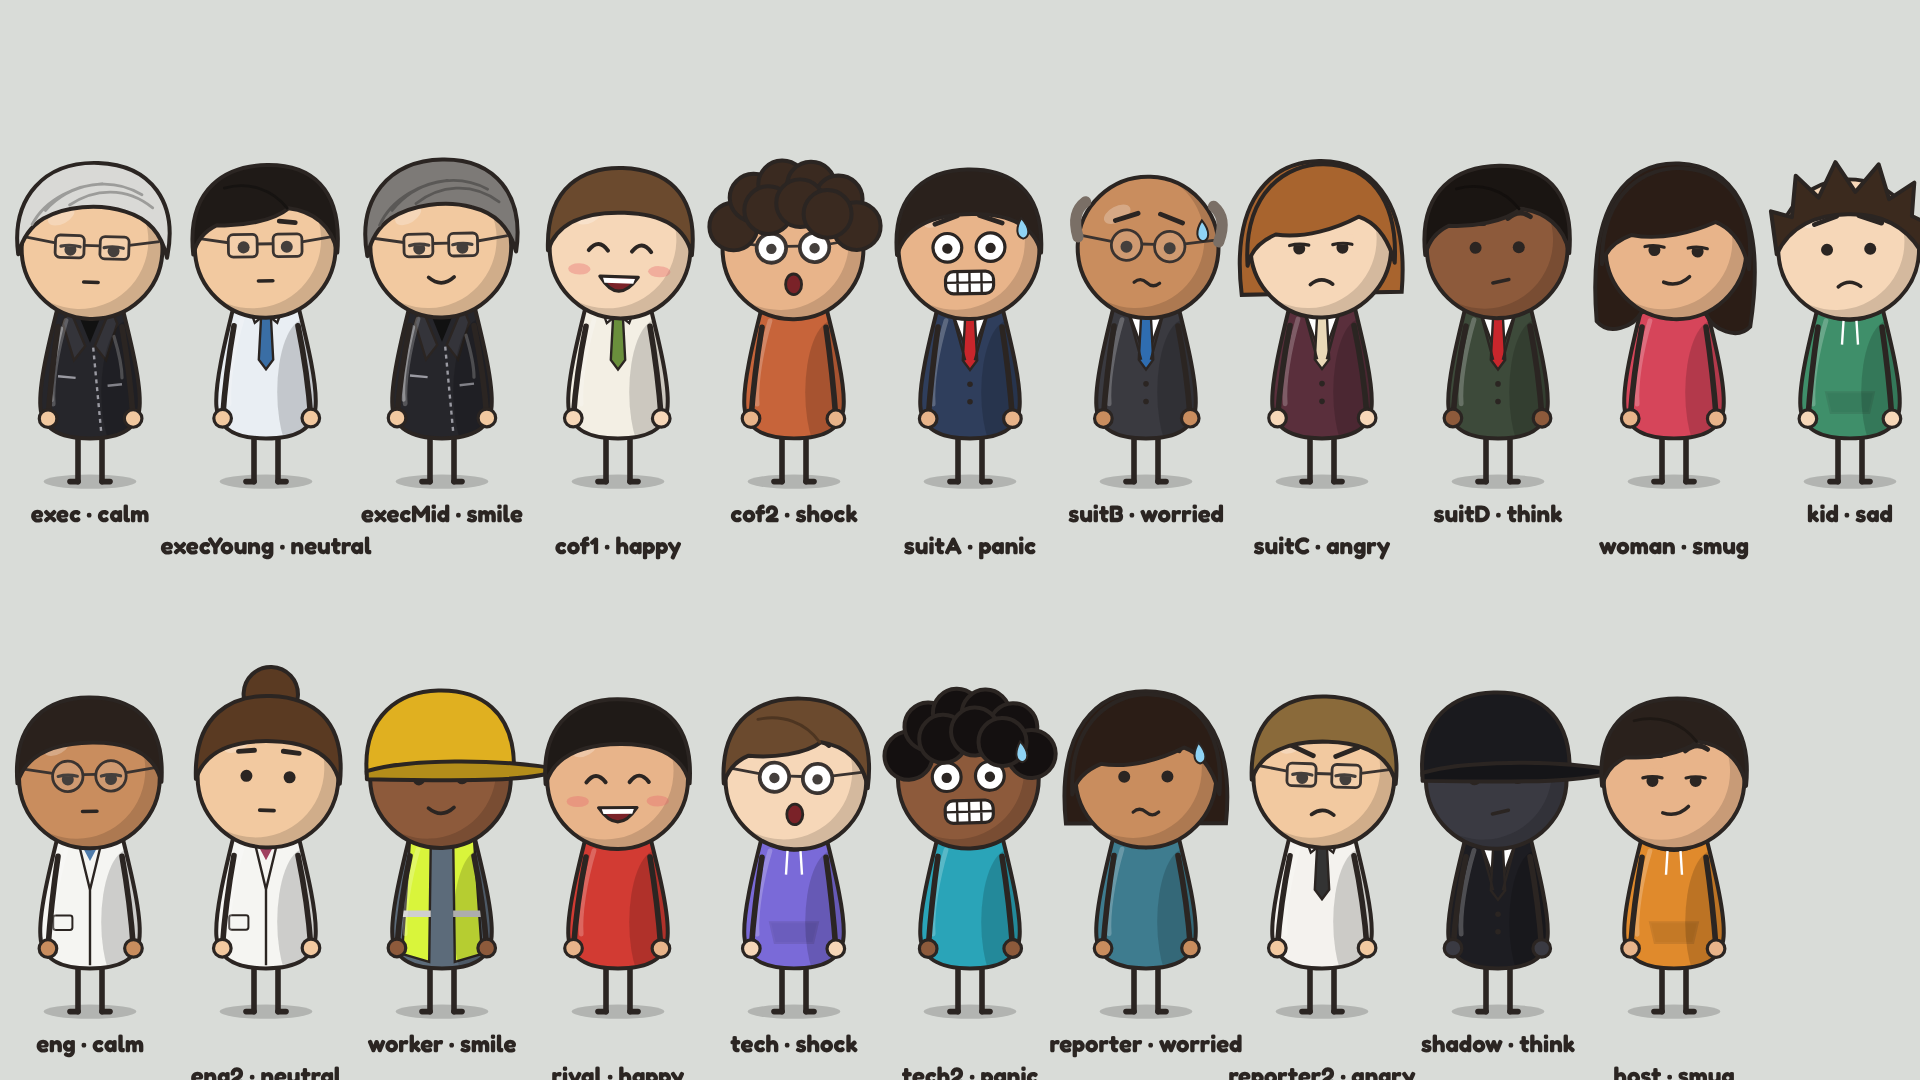 exec · calm
execYoung · neutral
execMid · smile
cof1 · happy
cof2 · shock
suitA · panic
suitB · worried
suitC · angry
suitD · think
woman · smug
kid · sad
eng · calm
eng2 · neutral
worker · smile
rival · happy
tech · shock
tech2 · panic
reporter · worried
reporter2 · angry
shadow · think
host · smug